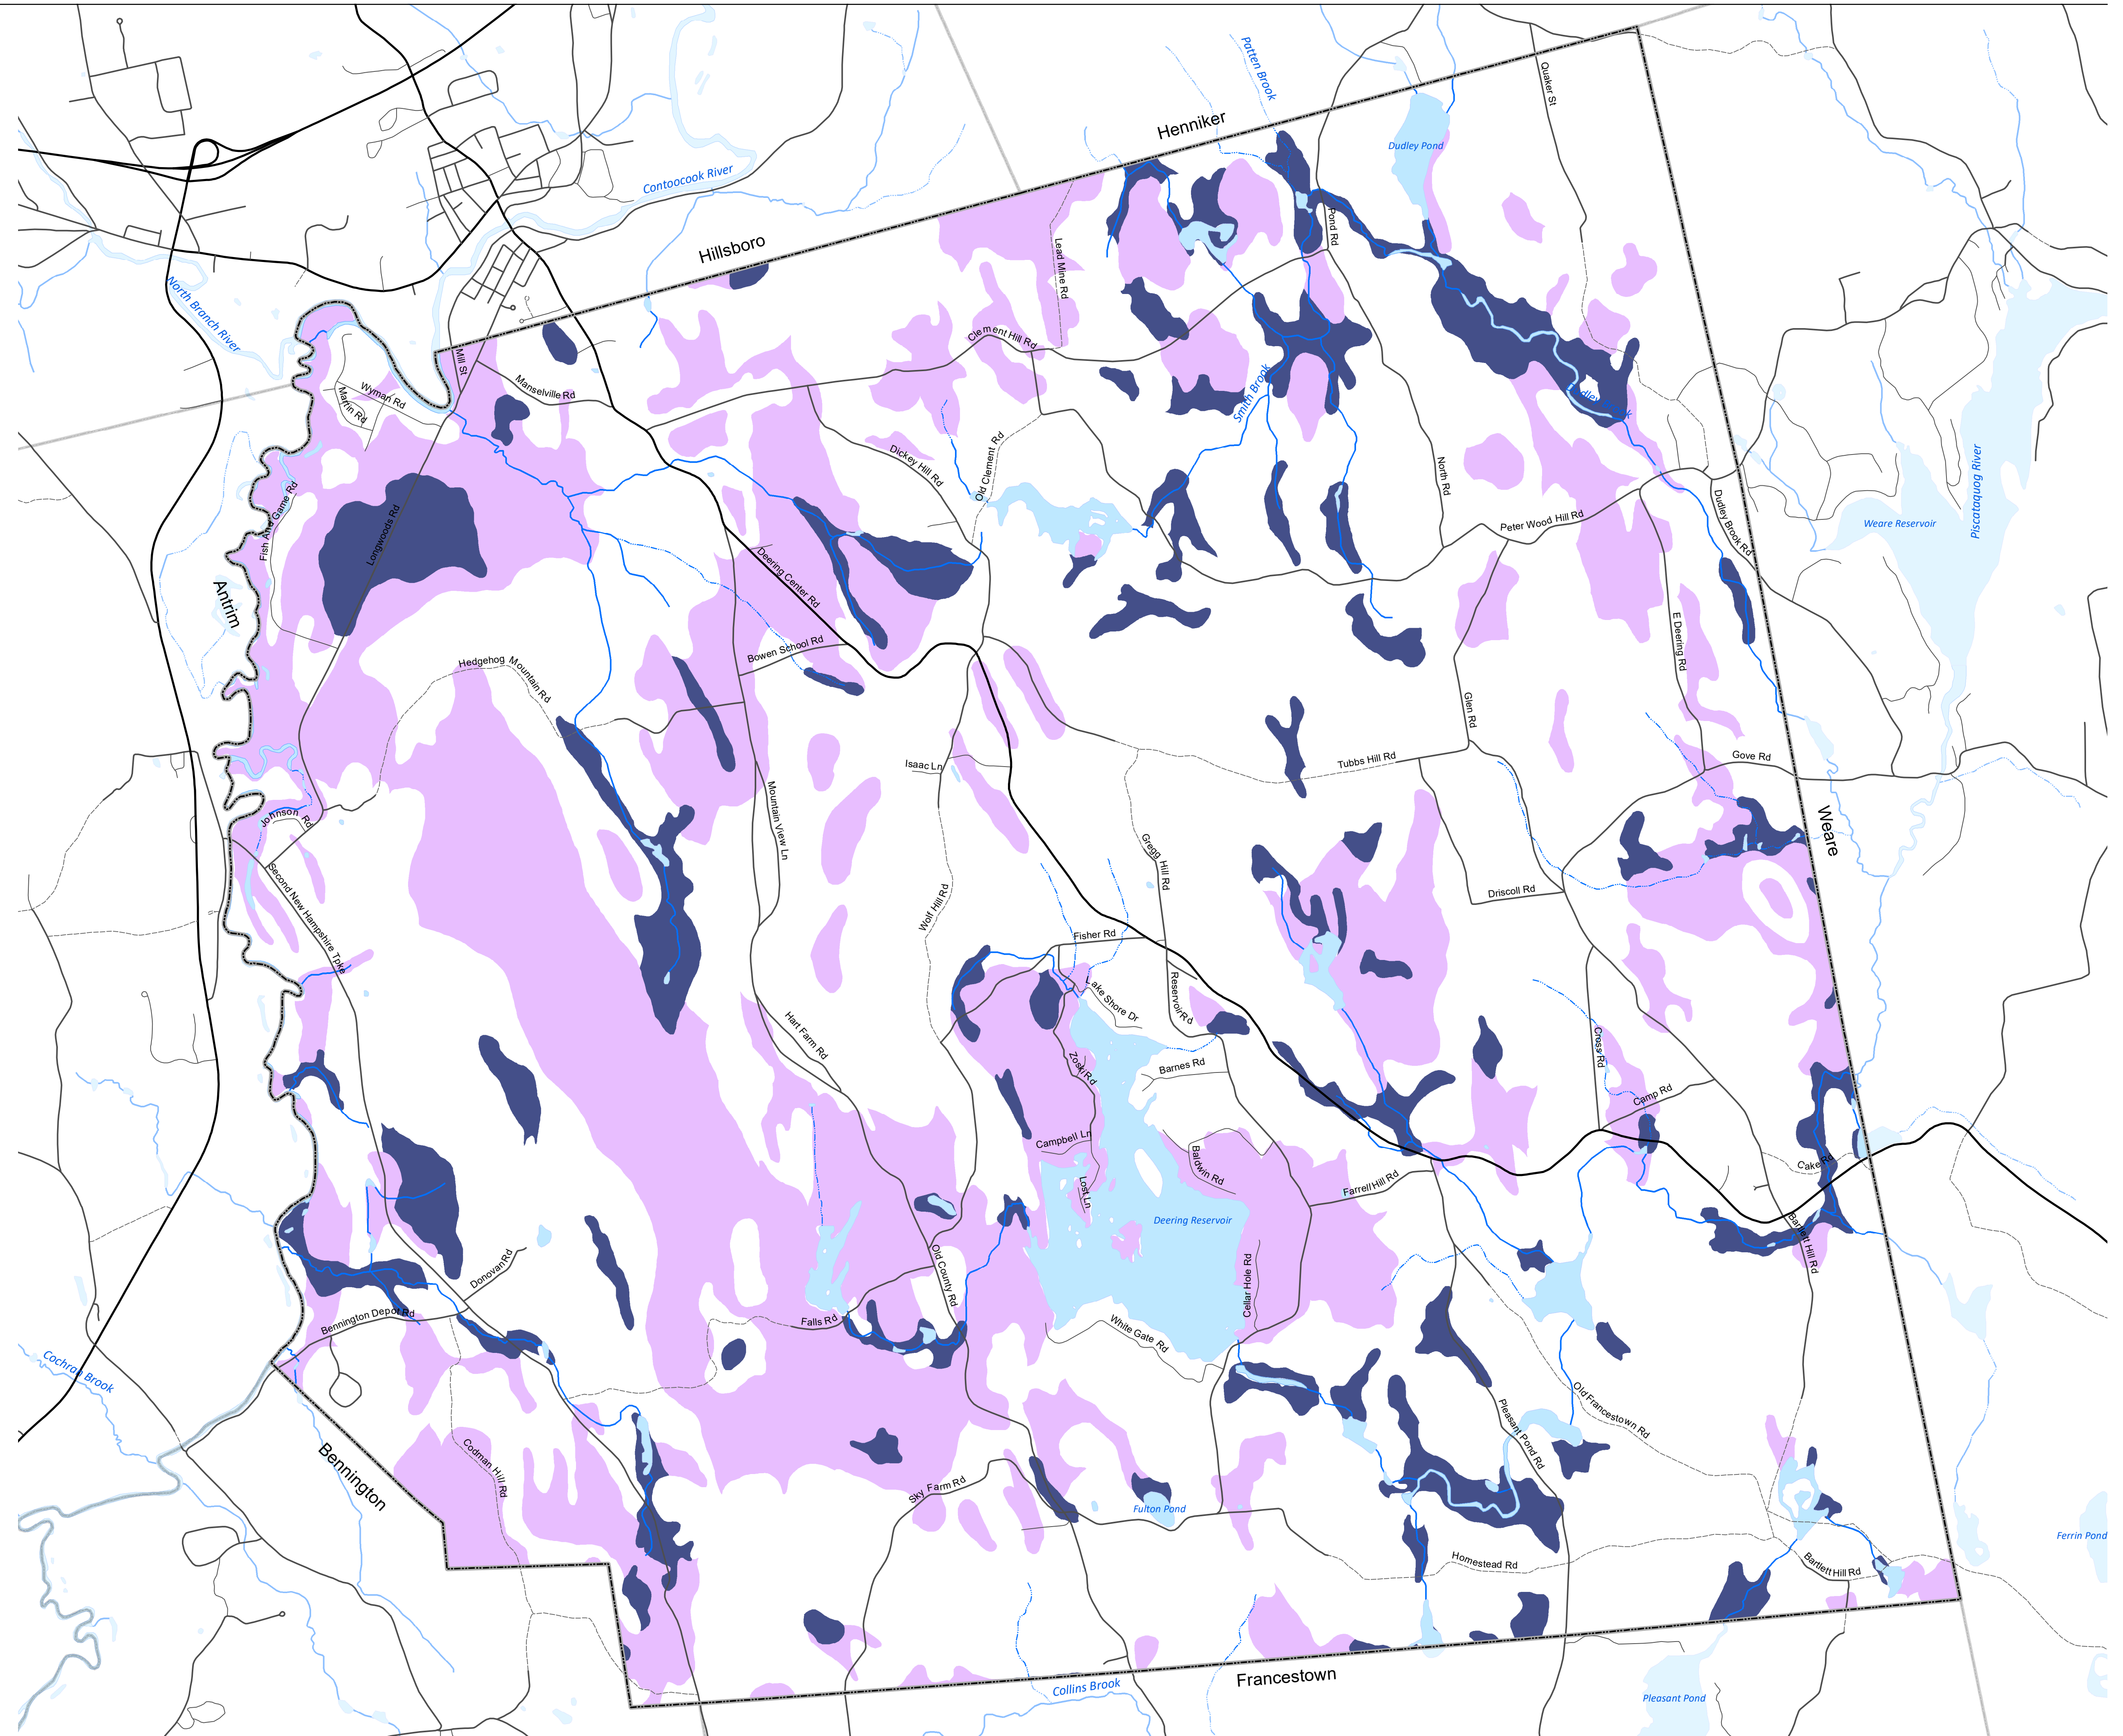 Patten Brook
Quaker St
Henniker
Dudley Pond
Contoocook River
Hillsboro
Pond Rd
Lead Mine Rd
North Branch River
Clement Hill Rd
Mill St
Manselville Rd
Wyman Rd
Martin Rd
Smith Brook
Dickey Hill Rd
Old Clement Rd
North Rd
Piscataquog River
Weare Reservoir
Peter Wood Hill Rd
Dudley Brook Rd
Fish And Game Rd
Longwoods Rd
Antrim
Deering Center Rd
Bowen School Rd
E Deering Rd
Hedgehog Mountain Rd
Glen Rd
Isaac Ln
Tubbs Hill Rd
Gove Rd
Mountain View Ln
Johnson Rd
Weare
Gregg Hill Rd
Second New Hampshire Tpke
Wolf Hill Rd
Driscoll Rd
Fisher Rd
Lake Shore Dr
Reservoir Rd
Hart Farm Rd
Zoski Rd
Barnes Rd
Cross Rd
Camp Rd
Campbell Ln
Baldwin Rd
Farrell Hill Rd
Cake Rd
Lost Ln
Deering Reservoir
Bartlett Hill Rd
Donovan Rd
Old County Rd
Cellar Hole Rd
Bennington Depot Rd
Falls Rd
White Gate Rd
Cochran Brook
Old Francestown Rd
Pleasant Pond Rd
Codman Hill Rd
Bennington
Sky Farm Rd
Fulton Pond
Ferrin Pond
Homestead Rd
Bartlett Hill Rd
Francestown
Collins Brook
Pleasant Pond